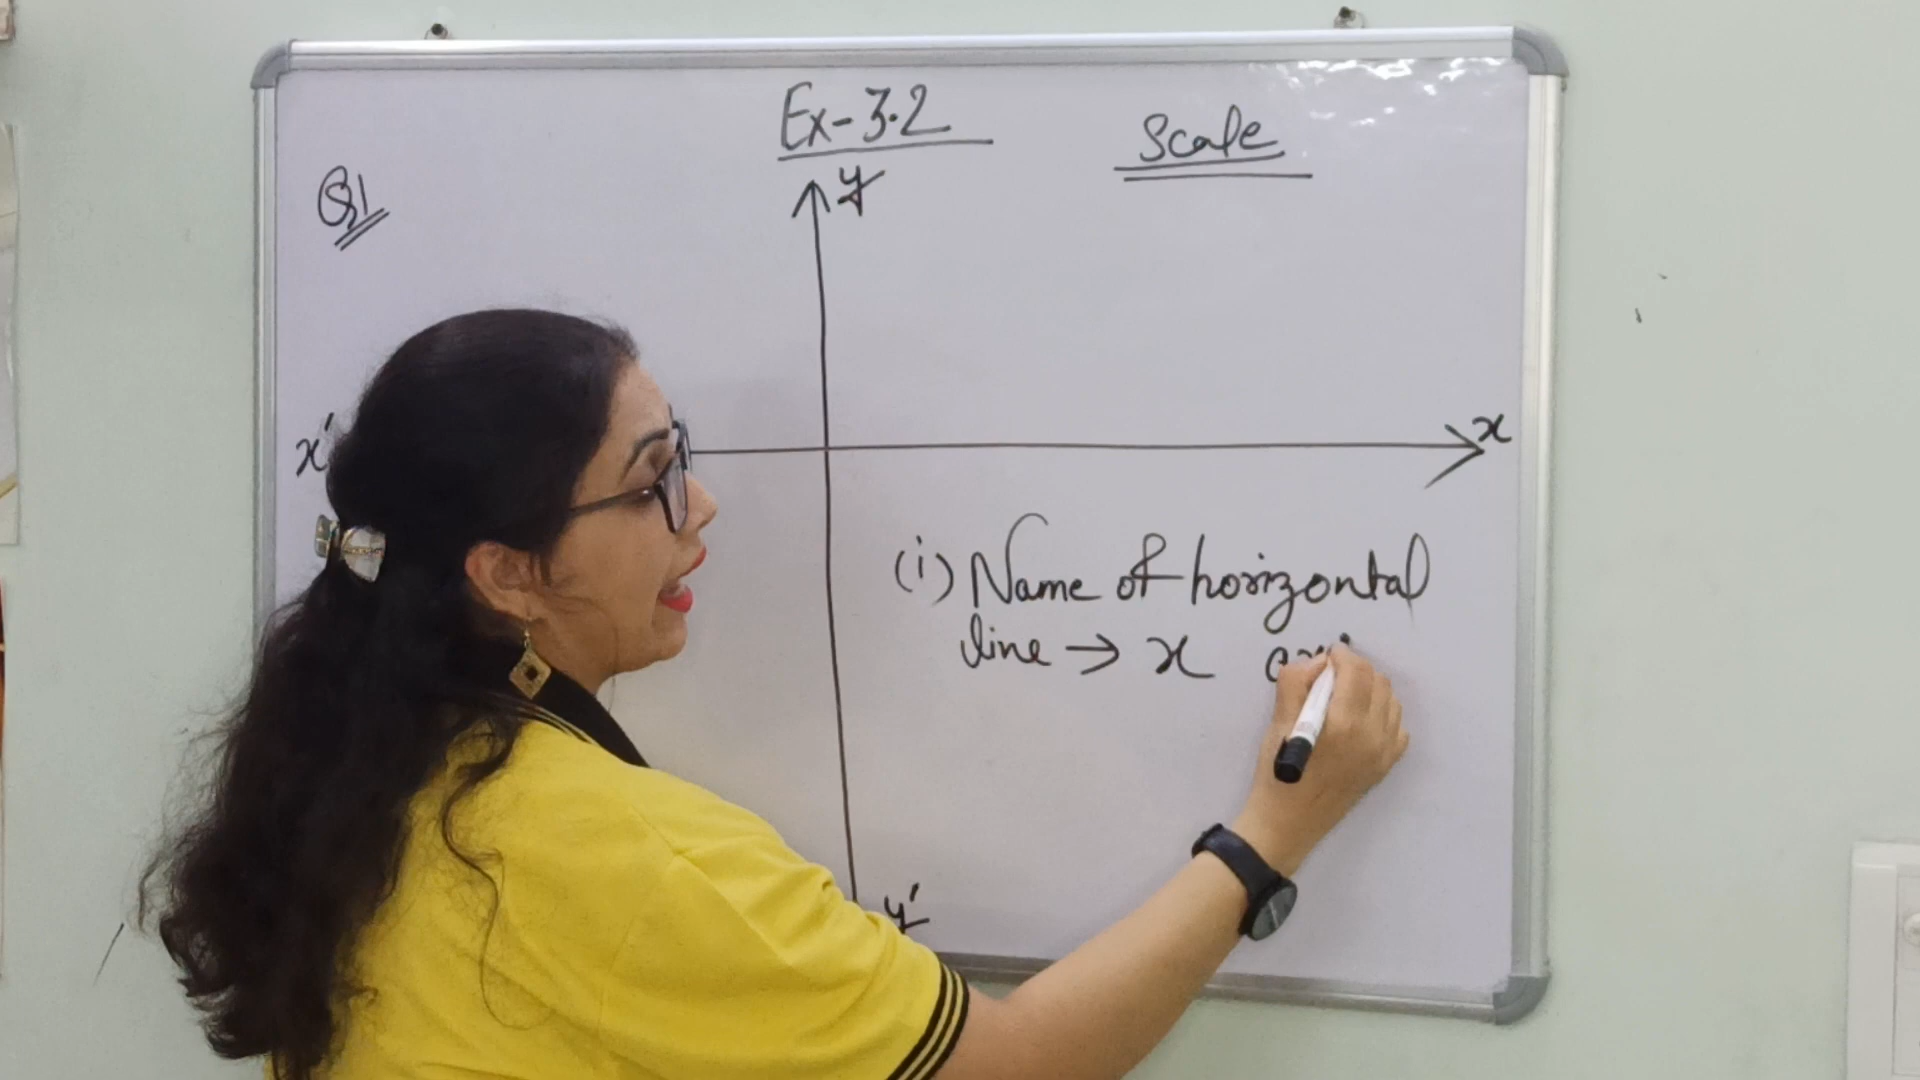 Ex-3.2
Scale
Q1
y
x'
x
(i) Name of horizontal
line → x
y'